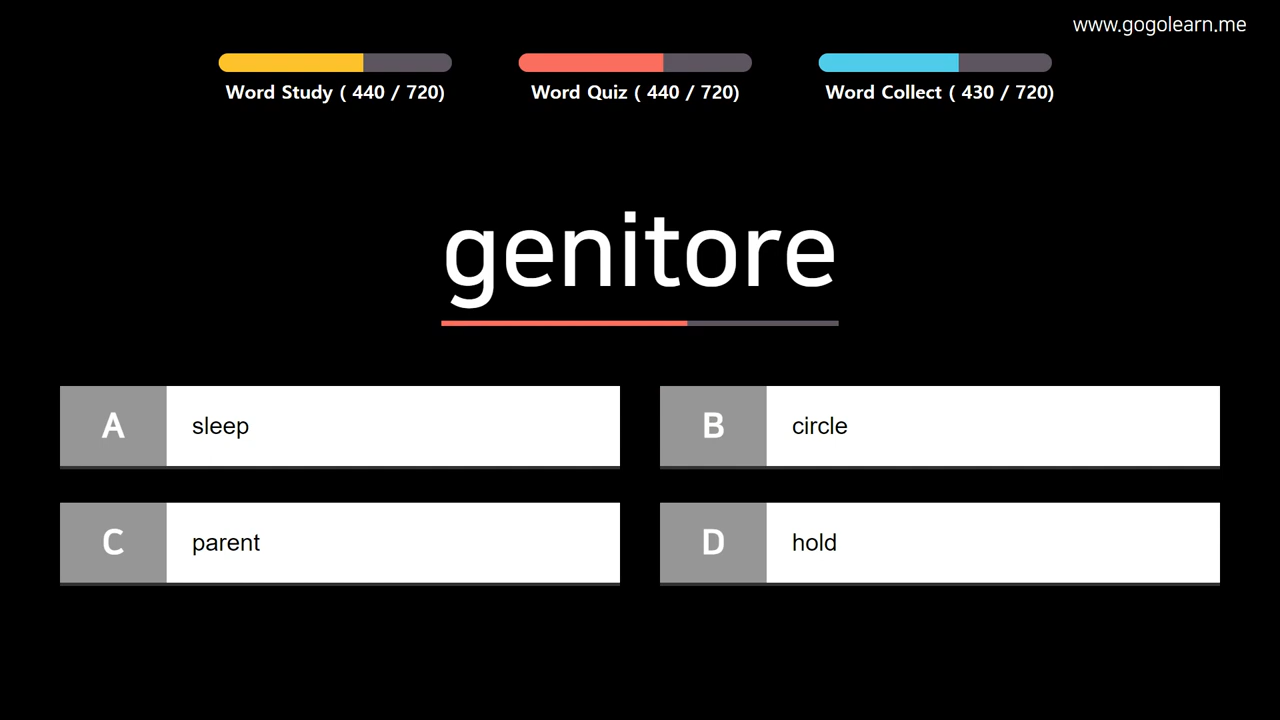 www.gogolearn.me
Word Study ( 440 / 720)
Word Quiz ( 440 / 720)
Word Collect ( 430 / 720)
genitore
A sleep
B circle
C parent
D hold